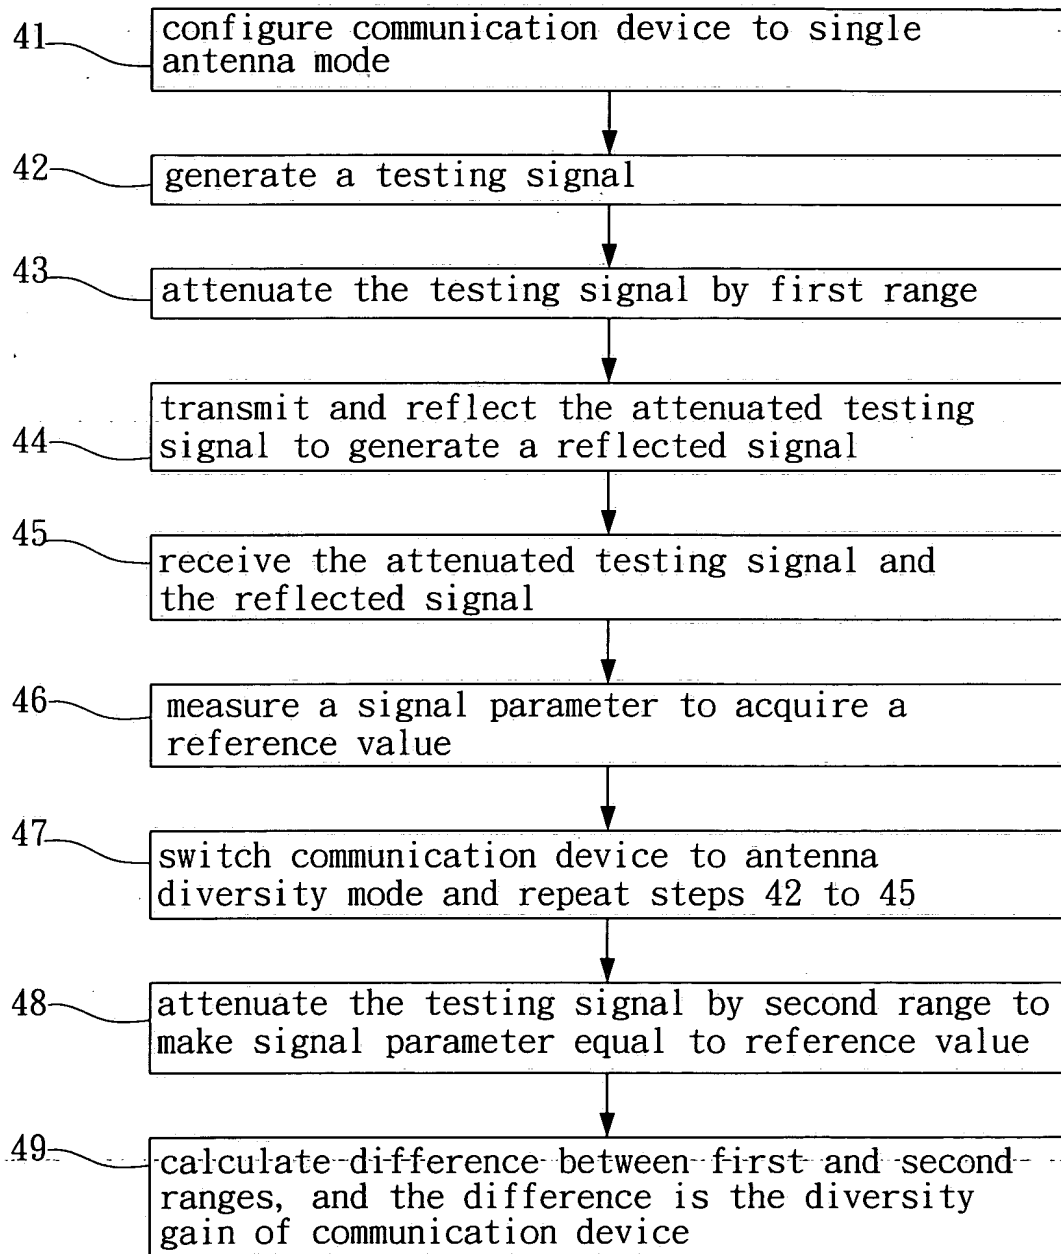 41
configure communication device to single
antenna mode
42
generate a testing signal
43
attenuate the testing signal by first range
44
transmit and reflect the attenuated testing
signal to generate a reflected signal
45
receive the attenuated testing signal and
the reflected signal
46
measure a signal parameter to acquire a
reference value
47
switch communication device to antenna
diversity mode and repeat steps 42 to 45
48
attenuate the testing signal by second range to
make signal parameter equal to reference value
49
calculate difference between first and second
ranges, and the difference is the diversity
gain of communication device